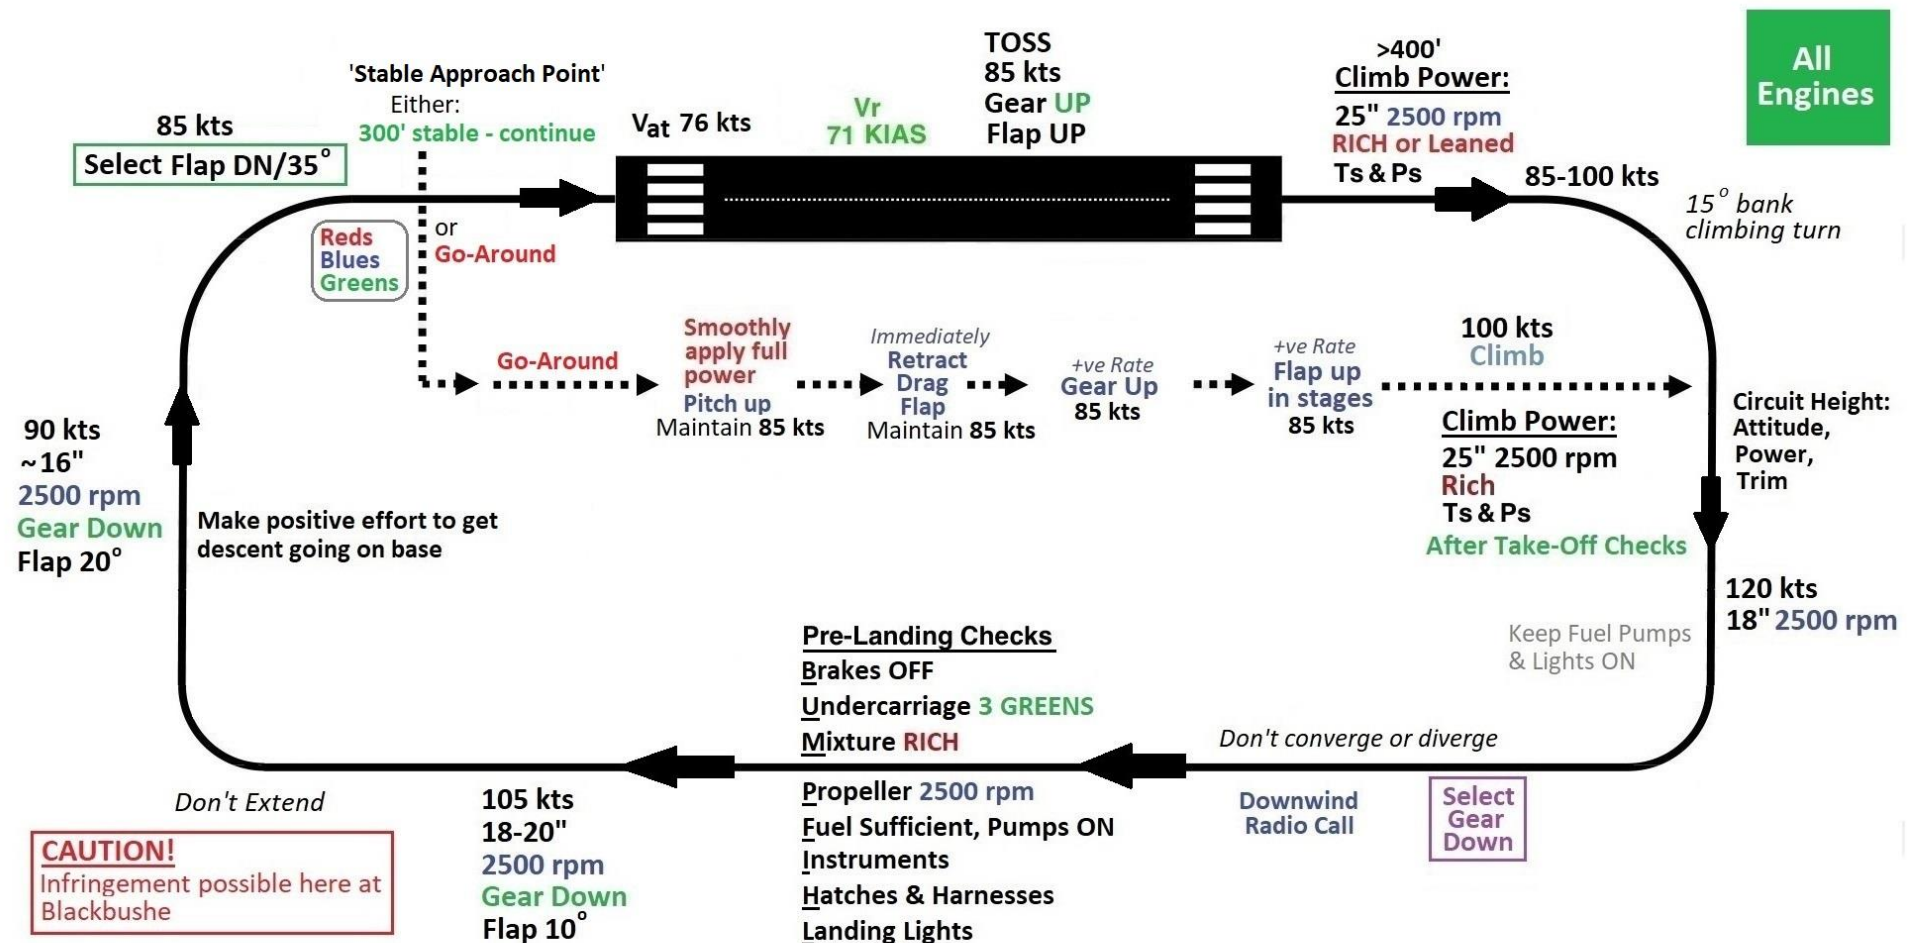 All
Engines
'Stable Approach Point'
Either:
300' stable - continue
85 kts
Select Flap DN/35°
Vat 76 kts
Vr
71 KIAS
TOSS
85 kts
Gear UP
Flap UP
>400'
Climb Power:
25" 2500 rpm
RICH or Leaned
Ts & Ps
85-100 kts
15° bank
climbing turn
Reds
Blues
Greens
or
Go-Around
Go-Around
Smoothly
apply full
power
Pitch up
Maintain 85 kts
Immediately
Retract
Drag
Flap
Maintain 85 kts
+ve Rate
Gear Up
85 kts
+ve Rate
Flap up
in stages
85 kts
100 kts
Climb
Climb Power:
25" 2500 rpm
Rich
Ts & Ps
After Take-Off Checks
Circuit Height:
Attitude,
Power,
Trim
120 kts
18" 2500 rpm
Keep Fuel Pumps
& Lights ON
90 kts
~16"
2500 rpm
Gear Down
Flap 20°
Make positive effort to get
descent going on base
Pre-Landing Checks
Brakes OFF
Undercarriage 3 GREENS
Mixture RICH
Propeller 2500 rpm
Fuel Sufficient, Pumps ON
Instruments
Hatches & Harnesses
Landing Lights
Don't converge or diverge
Downwind
Radio Call
Select
Gear
Down
105 kts
18-20"
2500 rpm
Gear Down
Flap 10°
Don't Extend
CAUTION!
Infringement possible here at
Blackbushe